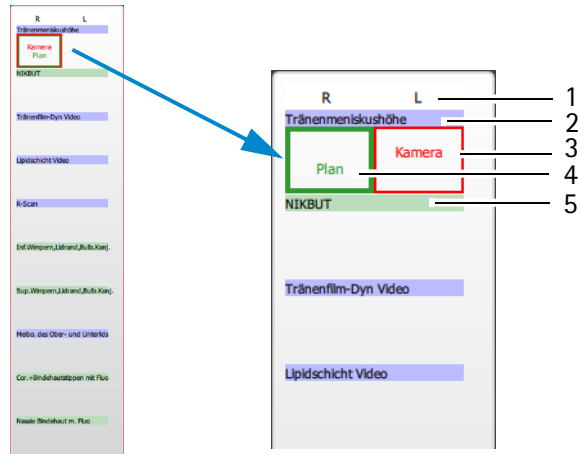 R L
Tränenmeniskushöhe
Kamera
Plan
NIKBUT
Tränenfilm-Dyn Video
Lipidschicht Video
R-Scan
Inf.Wimpern,Lidrand,Bulb.Konj.
Sup.Wimpern,Lidrand,Bulb.Konj.
Meibo. des Ober- und Unterlids
Cor.+Bindehautstippen mit Fluo
Nasale Bindehaut m. Fluo
R L 1
Tränenmeniskushöhe 2
Kamera 3
Plan 4
NIKBUT 5
Tränenfilm-Dyn Video
Lipidschicht Video